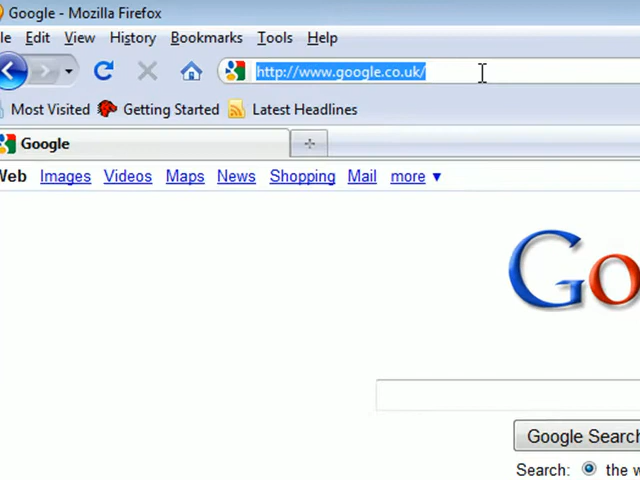 Google - Mozilla Firefox
le Edit View History Bookmarks Tools Help
http://www.google.co.uk/
Most Visited Getting Started Latest Headlines
Google
Web Images Videos Maps News Shopping Mail more ▼
Go
Google Search
Search: the w